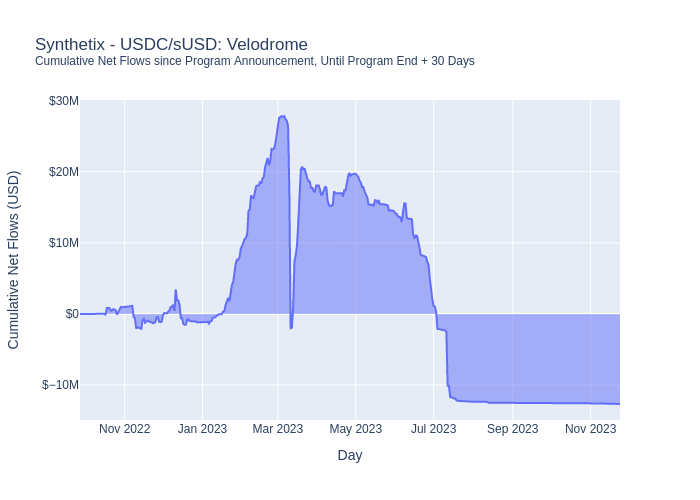 Synthetix - USDC/sUSD: Velodrome
Cumulative Net Flows since Program Announcement, Until Program End + 30 Days
Cumulative Net Flows (USD)
$30M
$20M
$10M
$0
$−10M
Nov 2022 Jan 2023 Mar 2023 May 2023 Jul 2023 Sep 2023 Nov 2023
Day